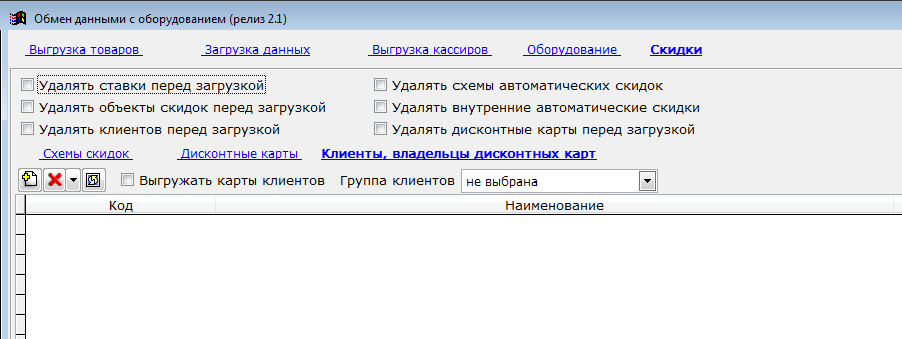 Обмен данными с оборудованием (релиз 2.1)
Выгрузка товаров Загрузка данных Выгрузка кассиров Оборудование Скидки
Удалять ставки перед загрузкой Удалять схемы автоматических скидок
Удалять объекты скидок перед загрузкой Удалять внутренние автоматические скидки
Удалять клиентов перед загрузкой Удалять дисконтные карты перед загрузкой
Схемы скидок Дисконтные карты Клиенты, владельцы дисконтных карт
Выгружать карты клиентов Группа клиентов не выбрана
Код Наименование